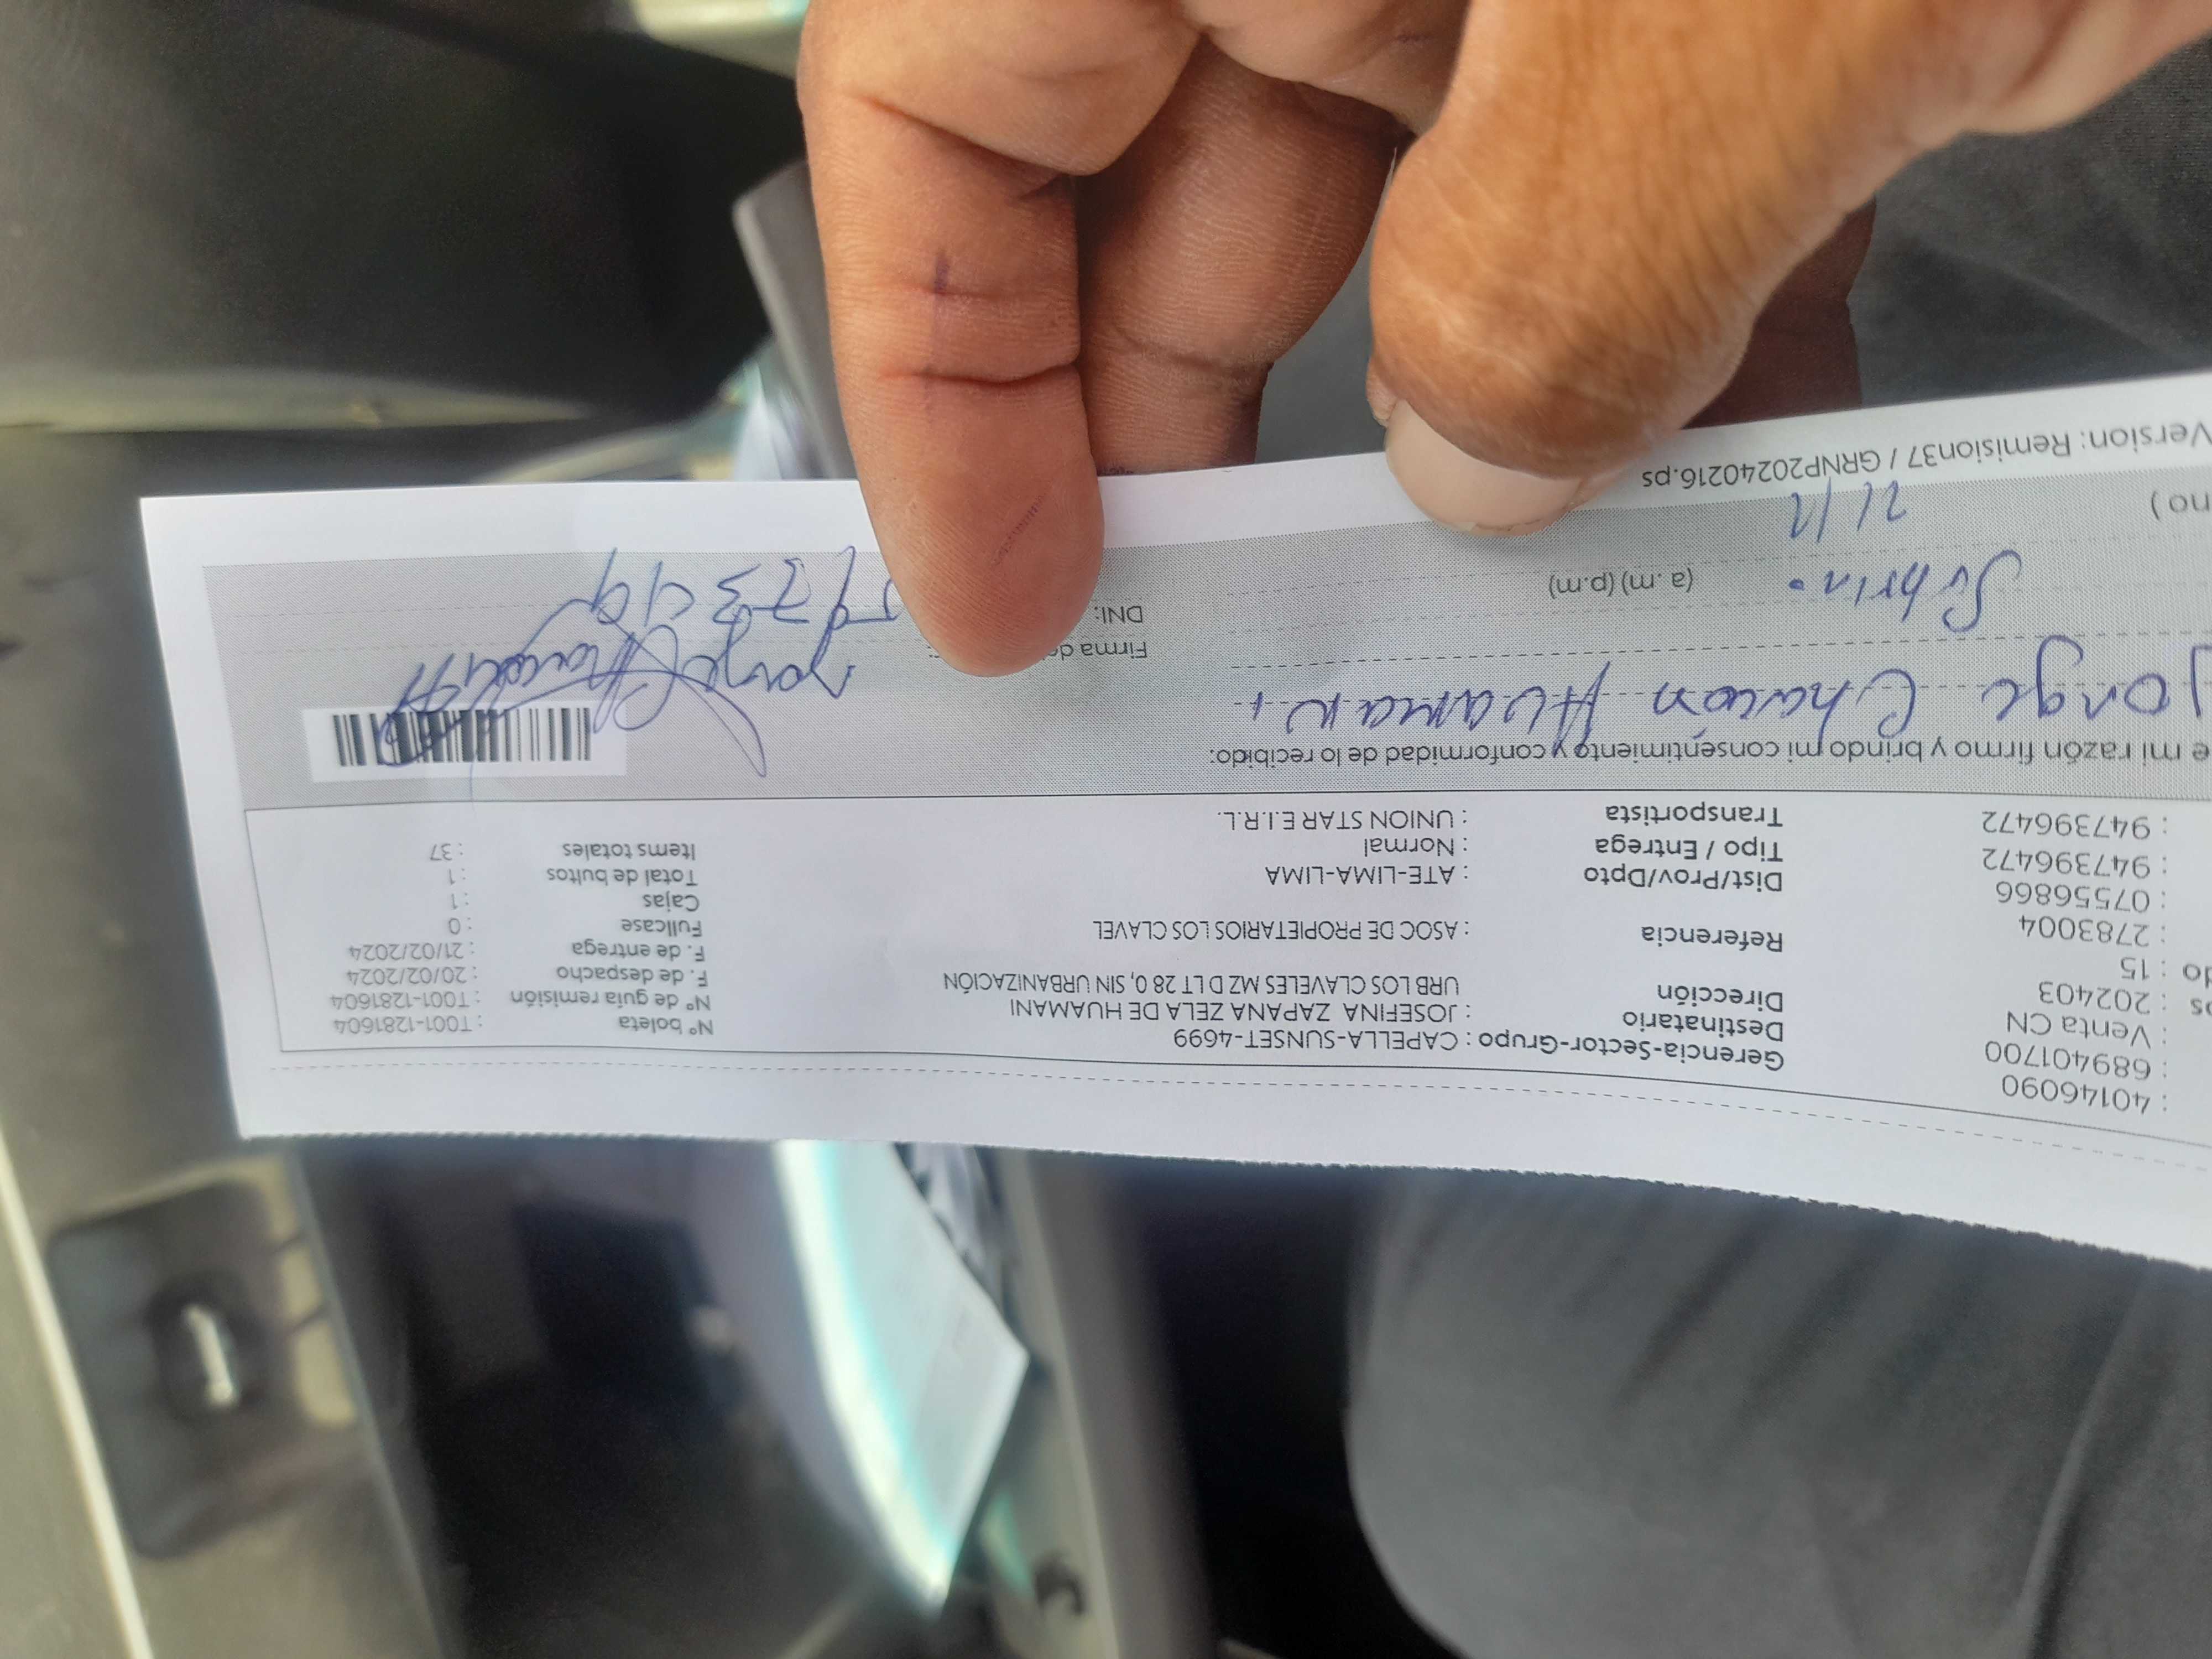 : 40146090
: 689401700
: Venta CN
os : 202403
do : 15
: 2783004
: 07556866
: 947396472
: 947396472
Gerencia-Sector-Grupo : CAPELLA-SUNSET-4699
Destinatario : JOSEFINA ZAPANA ZELA DE HUAMANI
Dirección URB LOS CLAVELES MZ D LT 28 0, SIN URBANIZACIÓN
Referencia : ASOC DE PROPIETARIOS LOS CLAVEL
Dist/Prov/Dpto : ATE-LIMA-LIMA
Tipo / Entrega : Normal
Transportista : UNION STAR E.I.R.L.
N° boleta : T001-1281604
N° de guia remisión : T001-1281604
F. de despacho : 20/02/2024
F. de entrega : 21/02/2024
Fullcase : 0
Cajas : 1
Total de bultos : 1
Items totales : 37
e mi razón firmo y brindo mi consentimiento y conformidad de lo recibido:
Jorge Chacon Huamani
Sobrino
(a.m) (p.m)
Firma de
DNI:
no )
Version: Remision37 / GRNP20240216.ps